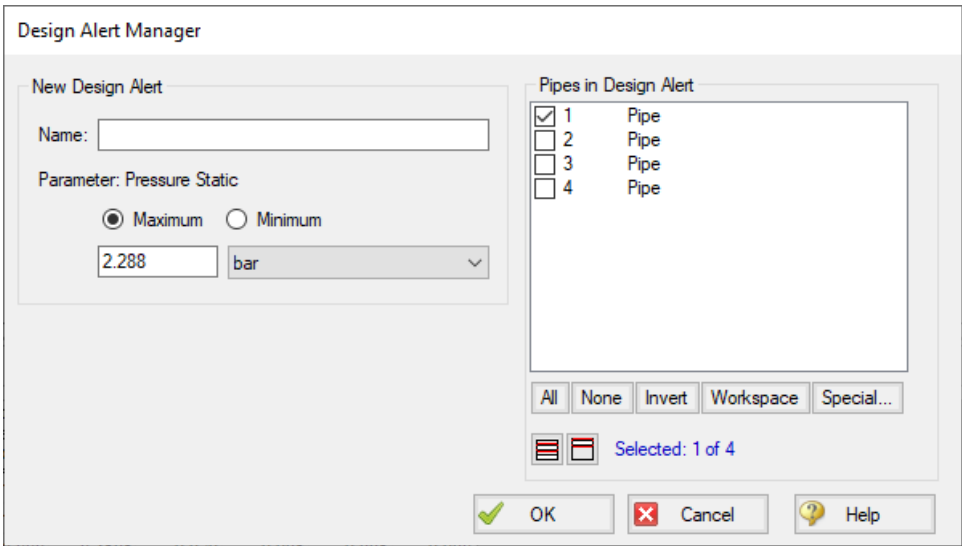 Design Alert Manager
New Design Alert
Name:
Parameter: Pressure Static
Maximum Minimum
2.288 bar
Pipes in Design Alert
1 Pipe
2 Pipe
3 Pipe
4 Pipe
All None Invert Workspace Special...
Selected: 1 of 4
OK Cancel Help